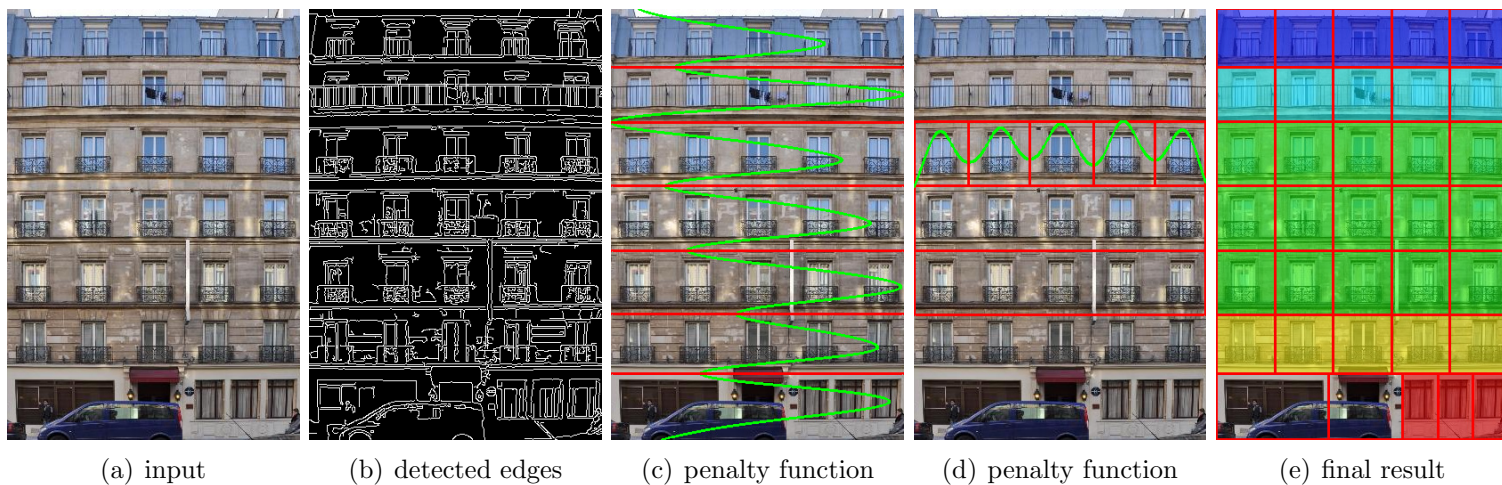 (a) input
(b) detected edges
(c) penalty function
(d) penalty function
(e) final result